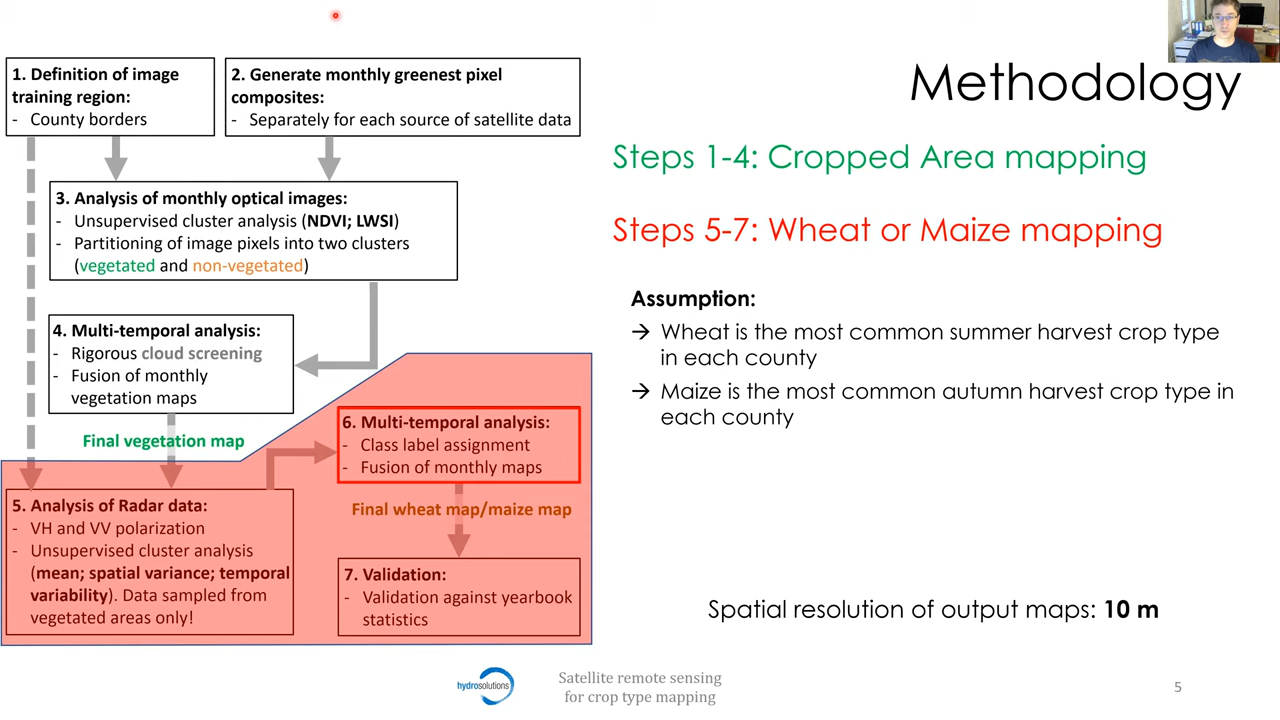 Methodology
1. Definition of image
training region:
- County borders
2. Generate monthly greenest pixel
composites:
- Separately for each source of satellite data
3. Analysis of monthly optical images:
- Unsupervised cluster analysis (NDVI; LWSI)
- Partitioning of image pixels into two clusters
(vegetated and non-vegetated)
4. Multi-temporal analysis:
- Rigorous cloud screening
- Fusion of monthly
vegetation maps
Final vegetation map
5. Analysis of Radar data:
- VH and VV polarization
- Unsupervised cluster analysis
(mean; spatial variance; temporal
variability). Data sampled from
vegetated areas only!
6. Multi-temporal analysis:
- Class label assignment
- Fusion of monthly maps
Final wheat map/maize map
7. Validation:
- Validation against yearbook
statistics
Steps 1-4: Cropped Area mapping
Steps 5-7: Wheat or Maize mapping
Assumption:
→ Wheat is the most common summer harvest crop type
in each county
→ Maize is the most common autumn harvest crop type in
each county
Spatial resolution of output maps: 10 m
hydrosolutions
Satellite remote sensing
for crop type mapping
5